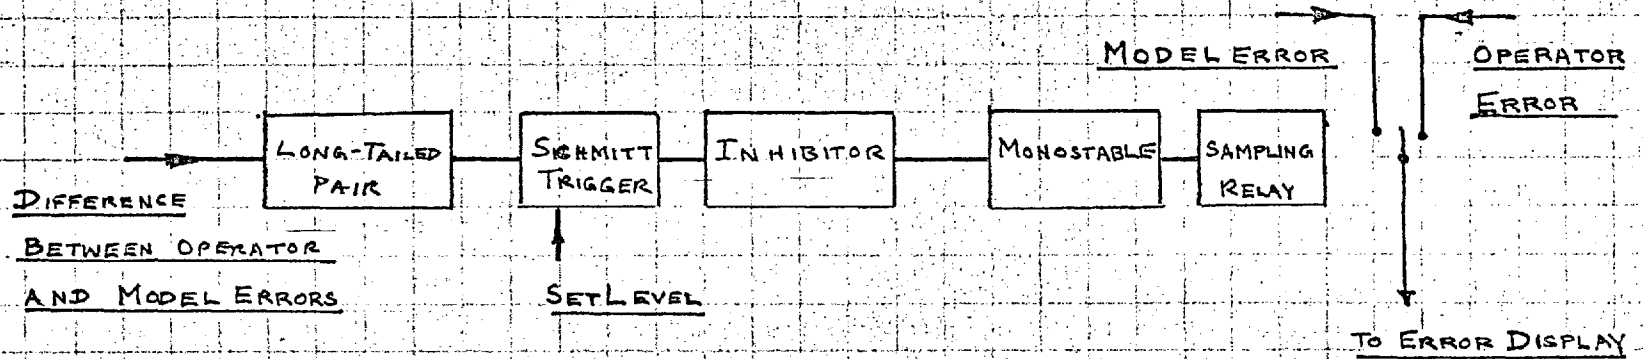 MODEL ERROR
OPERATOR
ERROR
LONG-TAILED
PAIR
SCHMITT
TRIGGER
INHIBITOR
MONOSTABLE
SAMPLING
RELAY
DIFFERENCE
BETWEEN OPERATOR
AND MODEL ERRORS
SET LEVEL
TO ERROR DISPLAY